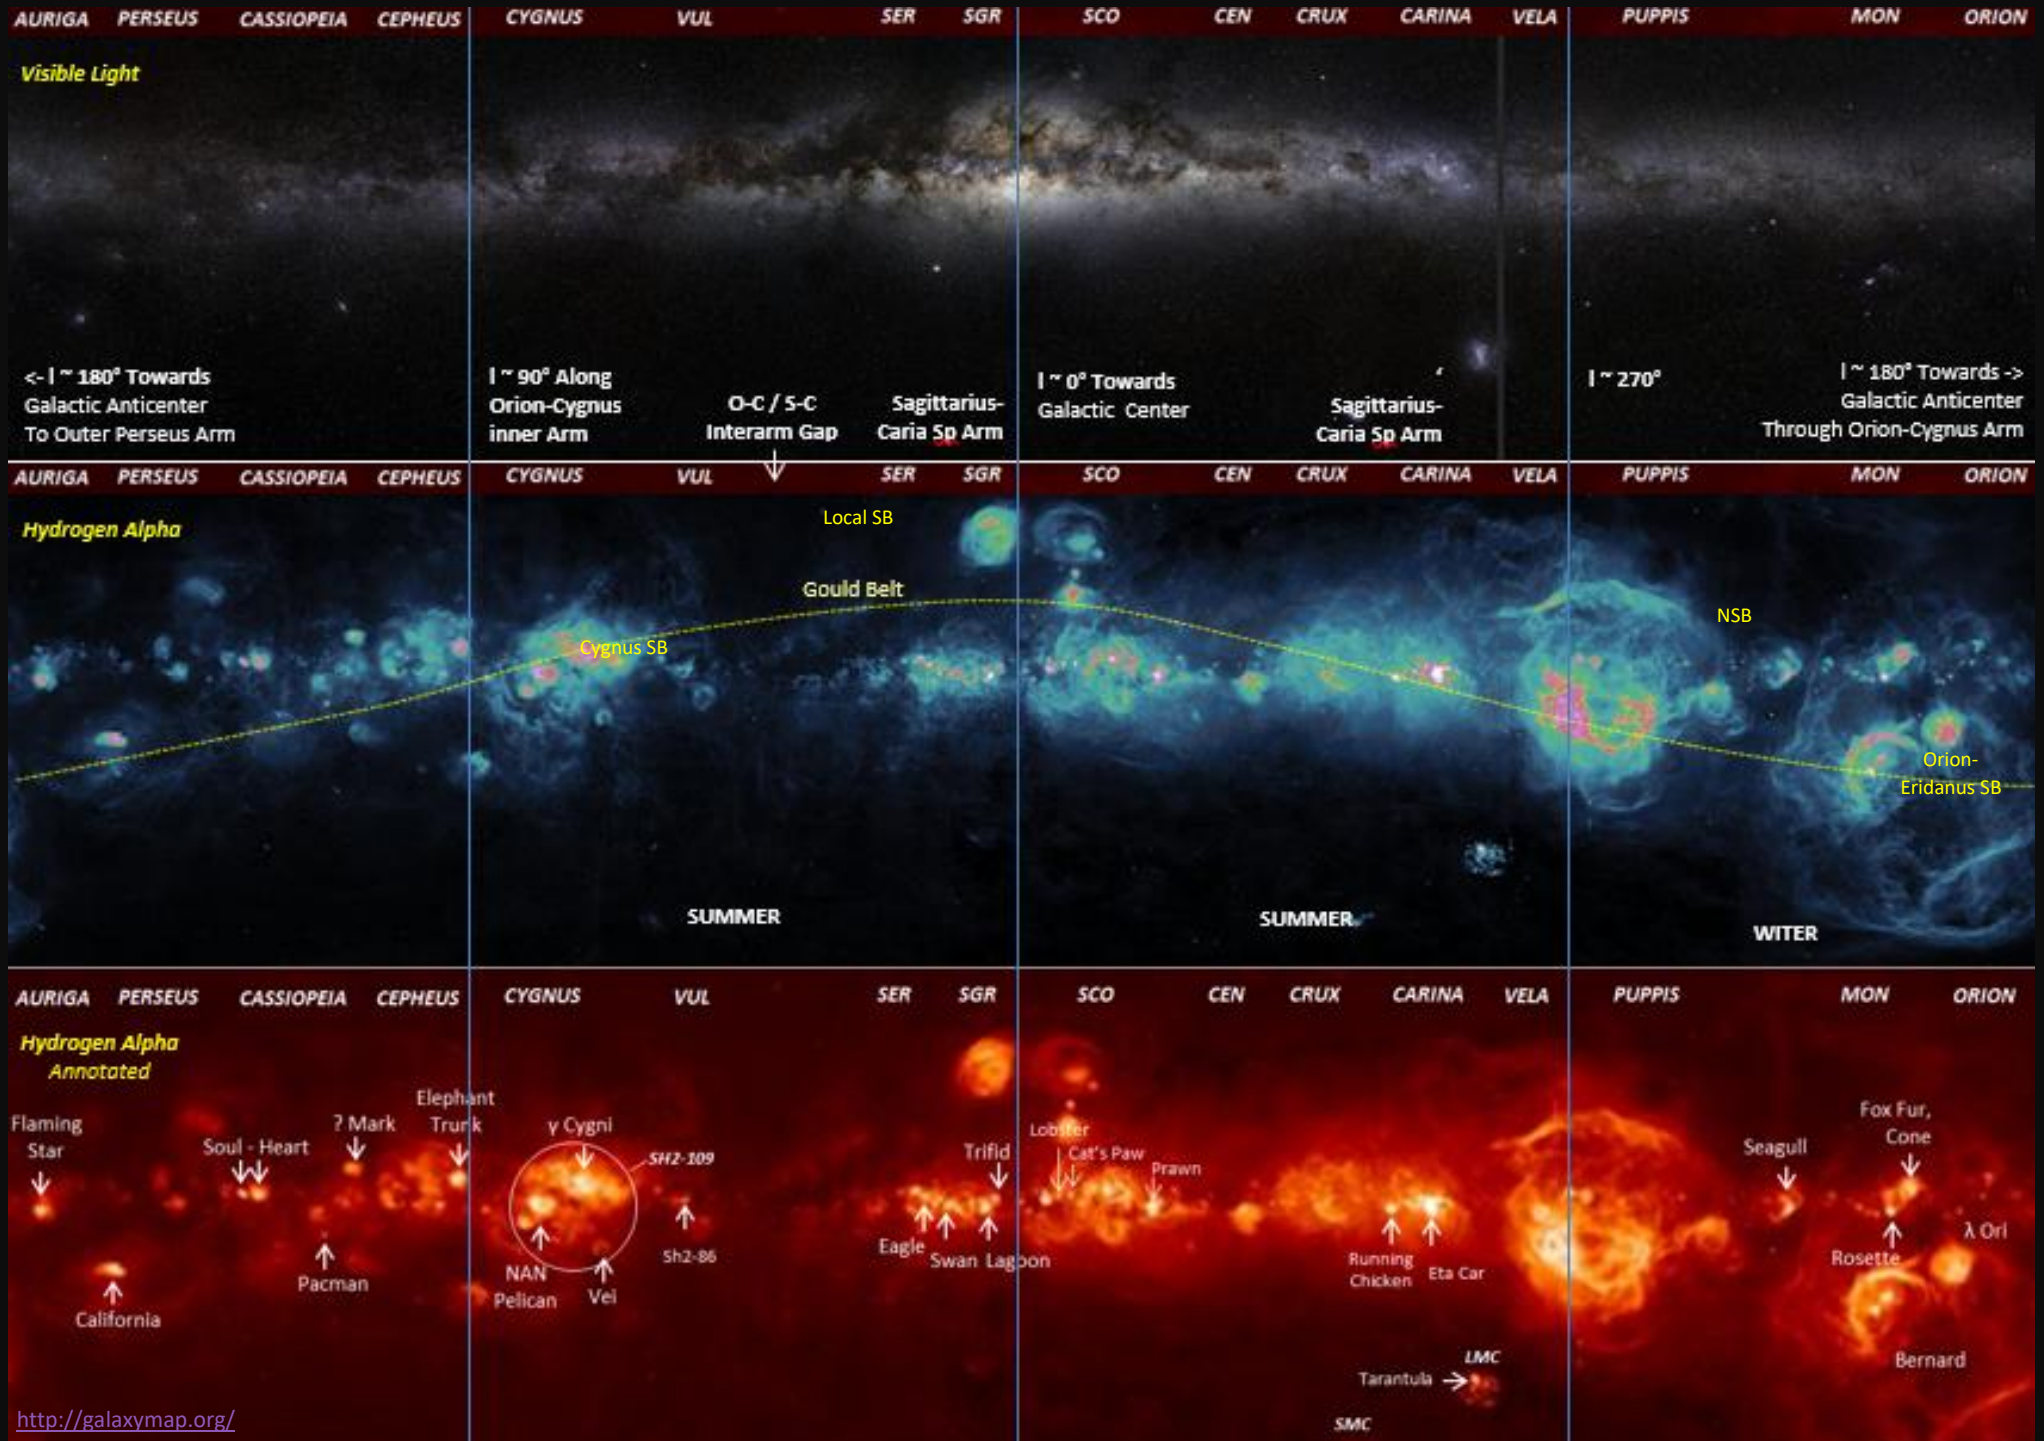 AURIGA PERSEUS CASSIOPEIA CEPHEUS CYGNUS VUL SER SGR SCO CEN CRUX CARINA VELA PUPPIS MON ORION
Visible Light
<- l ~ 180° Towards
Galactic Anticenter
To Outer Perseus Arm
l ~ 90° Along
Orion-Cygnus
inner Arm
O-C / S-C
Interarm Gap
Sagittarius-
Caria Sp Arm
l ~ 0° Towards
Galactic Center
Sagittarius-
Caria Sp Arm
l ~ 270°
l ~ 180° Towards ->
Galactic Anticenter
Through Orion-Cygnus Arm
AURIGA PERSEUS CASSIOPEIA CEPHEUS CYGNUS VUL SER SGR SCO CEN CRUX CARINA VELA PUPPIS MON ORION
Hydrogen Alpha
Local SB
Gould Belt
NSB
Cygnus SB
Orion-
Eridanus SB
SUMMER
SUMMER
WITER
AURIGA PERSEUS CASSIOPEIA CEPHEUS CYGNUS VUL SER SGR SCO CEN CRUX CARINA VELA PUPPIS MON ORION
Hydrogen Alpha
Annotated
Flaming
Star
Soul - Heart
? Mark
Elephant
Trunk
γ Cygni
SH2-109
Trifid
Lobster
Cat's Paw
Prawn
Seagull
Fox Fur,
Cone
California
Pacman
NAN
Pelican
Vei
Sh2-86
Eagle
Swan Lagoon
Running
Chicken
Eta Car
Rosette
λ Ori
Bernard
LMC
Tarantula
SMC
http://galaxymap.org/